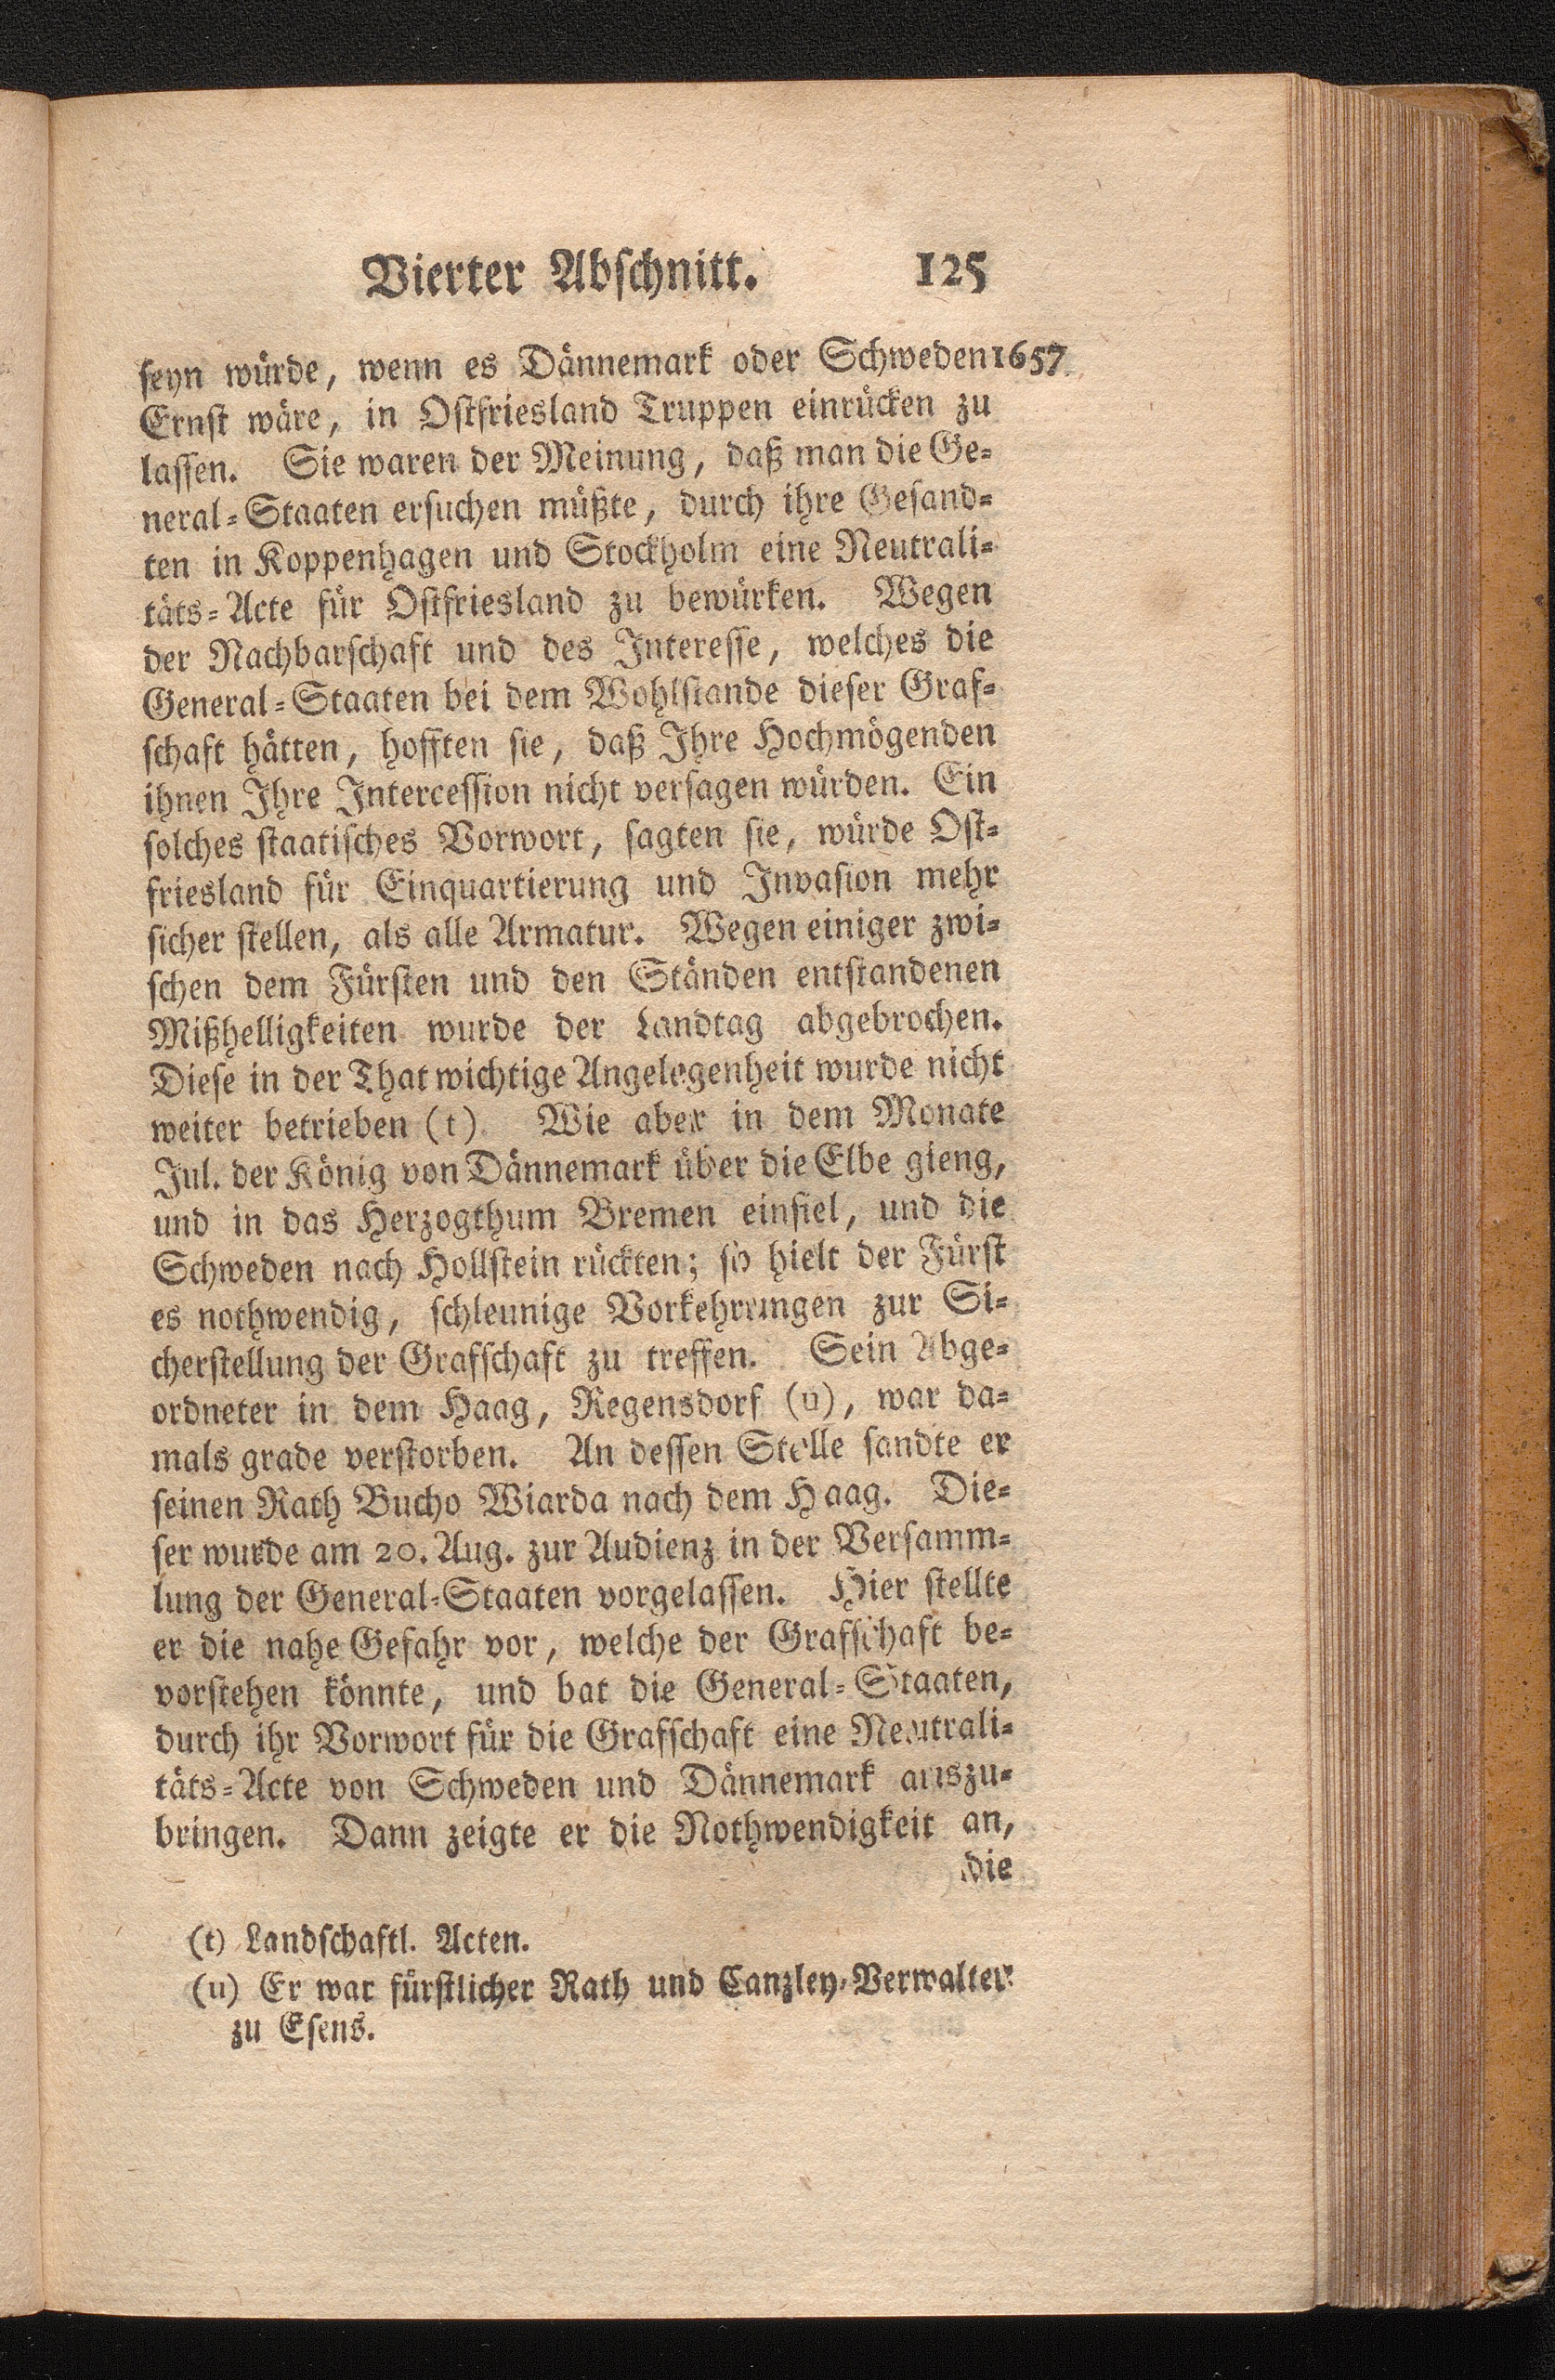 Vierter Abschnitt. 125
seyn würde, wenn es Dännemark oder Schweden 1657
Ernst wäre, in Ostfriesland Truppen einrücken zu
lassen. Sie waren der Meinung, daß man die Ge-
neral-Staaten ersuchen müßte, durch ihre Gesand-
ten in Koppenhagen und Stockholm eine Neutrali-
täts-Acte für Ostfriesland zu bewürken. Wegen
der Nachbarschaft und des Interesse, welches die
General-Staaten bei dem Wohlstande dieser Graf-
schaft hätten, hofften sie, daß Ihre Hochmögenden
ihnen Ihre Intercession nicht versagen würden. Ein
solches staatisches Vorwort, sagten sie, würde Ost-
friesland für Einquartierung und Invasion mehr
sicher stellen, als alle Armatur. Wegen einiger zwi-
schen dem Fürsten und den Ständen entstandenen
Mißhelligkeiten wurde der Landtag abgebrochen.
Diese in der That wichtige Angelegenheit wurde nicht
weiter betrieben (t). Wie aber in dem Monate
Jul. der König von Dännemark über die Elbe gieng,
und in das Herzogthum Bremen einfiel, und die
Schweden nach Hollstein rückten; so hielt der Fürst
es nothwendig, schleunige Vorkehrungen zur Si-
cherstellung der Grafschaft zu treffen. Sein Abge-
ordneter in dem Haag, Regensdorf (u), war da-
mals grade verstorben. An dessen Stelle sandte er
seinen Rath Bucho Wiarda nach dem Haag. Die-
ser wurde am 20. Aug. zur Audienz in der Versamm-
lung der General-Staaten vorgelassen. Hier stellte
er die nahe Gefahr vor, welche der Grafschaft be-
vorstehen könnte, und bat die General-Staaten,
durch ihr Vorwort für die Grafschaft eine Neutrali-
täts-Acte von Schweden und Dännemark auszu-
bringen. Dann zeigte er die Nothwendigkeit an,
die
(t) Landschaftl. Acten.
(u) Er war fürstlicher Rath und Canzley-Verwalter
zu Esens.